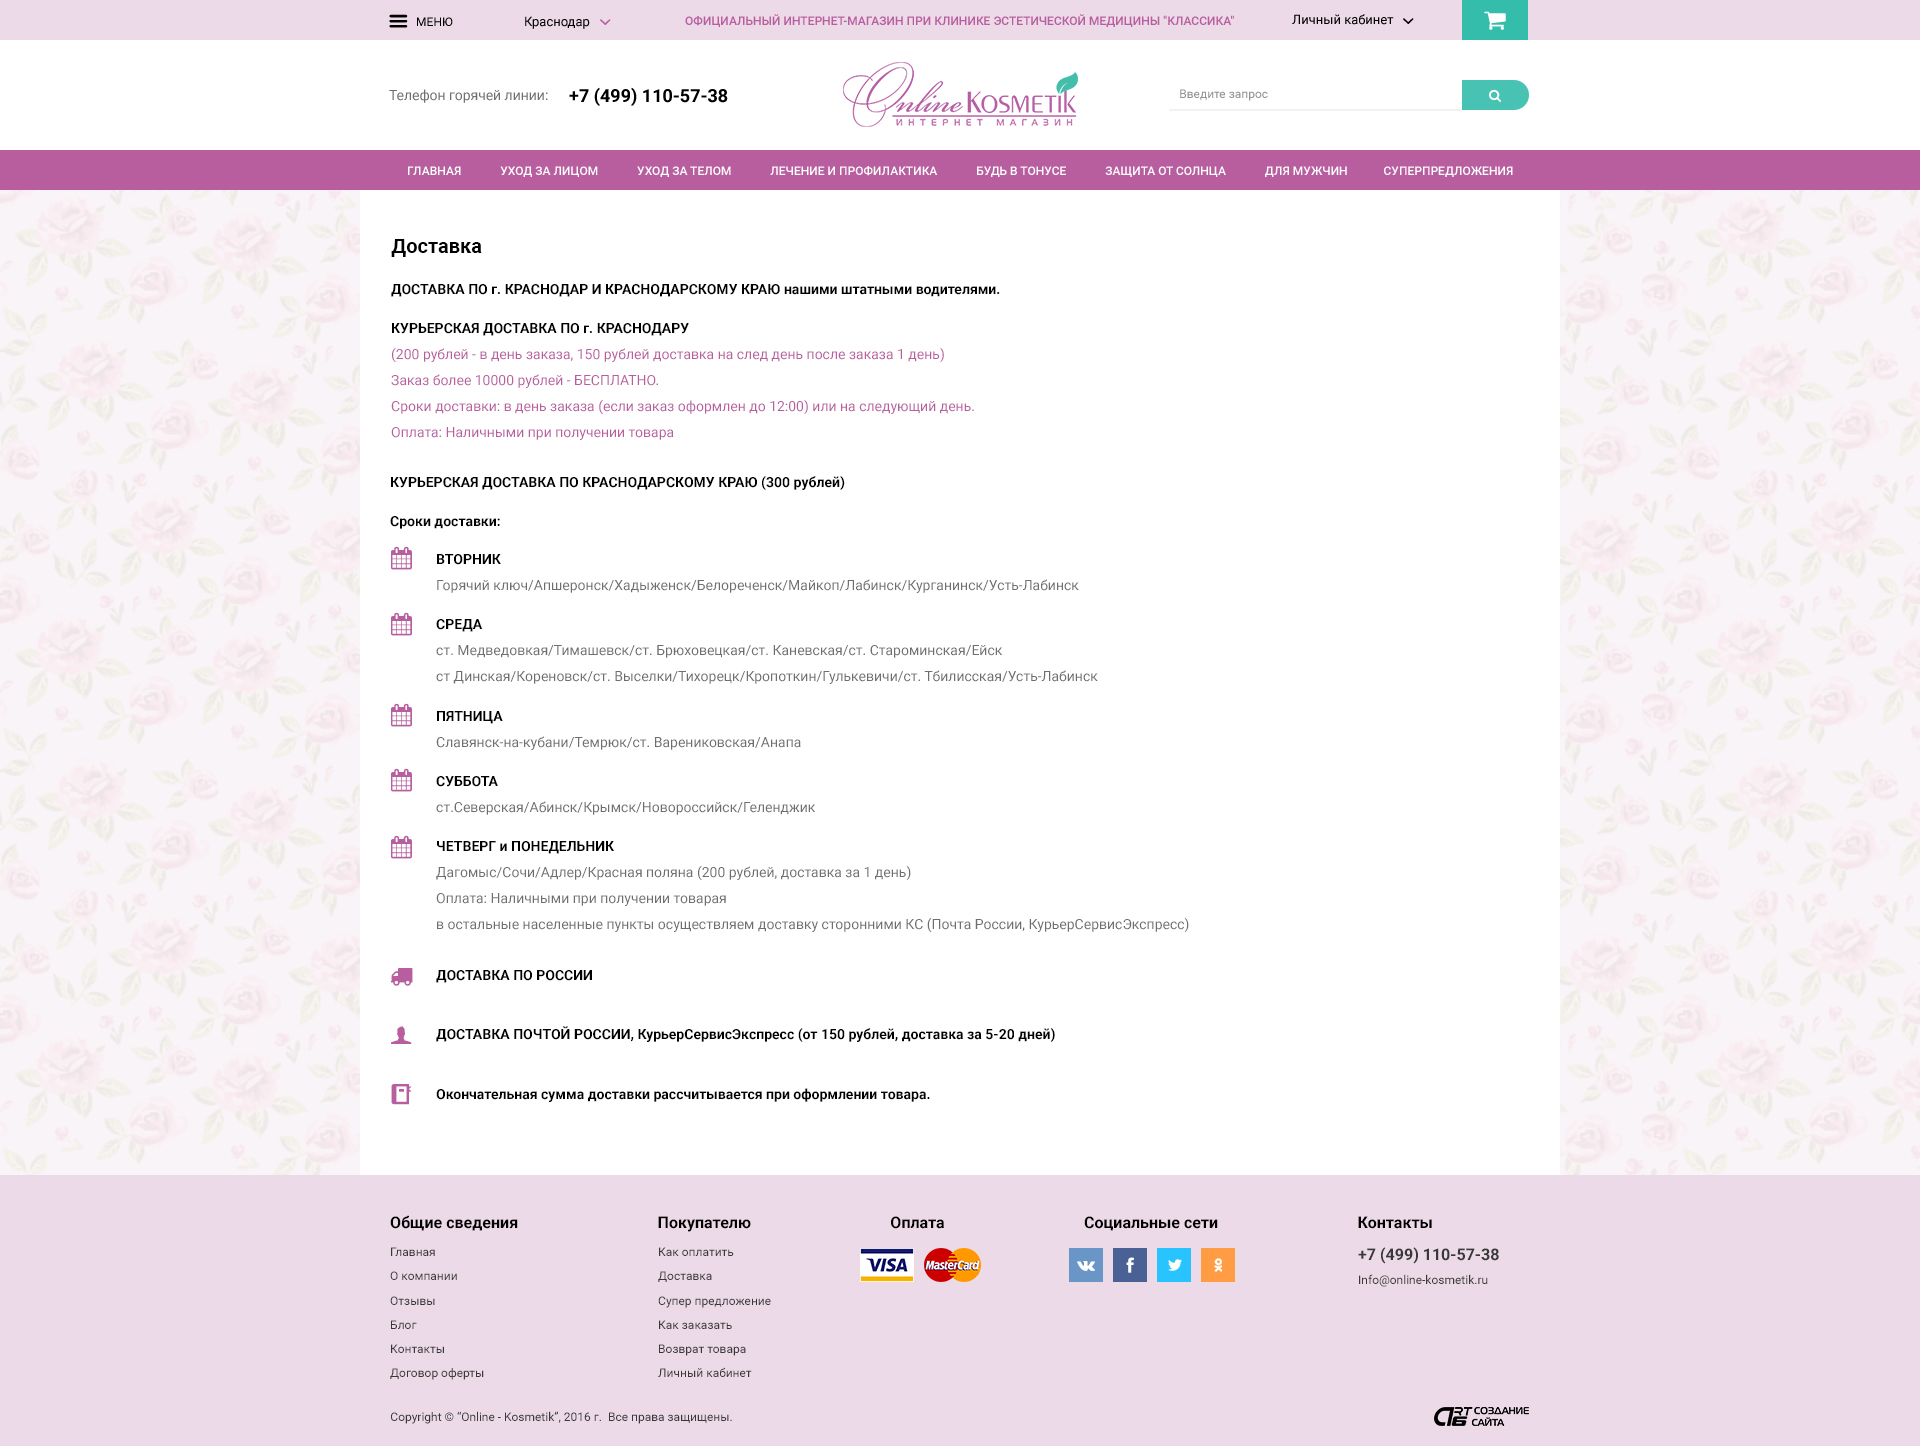 МЕНЮ
Краснодар
ОФИЦИАЛЬНЫЙ ИНТЕРНЕТ-МАГАЗИН ПРИ КЛИНИКЕ ЭСТЕТИЧЕСКОЙ МЕДИЦИНЫ "КЛАССИКА"
Личный кабинет
Телефон горячей линии: +7 (499) 110-57-38
Online KOSMETIK
ИНТЕРНЕТ МАГАЗИН
Введите запрос
ГЛАВНАЯ УХОД ЗА ЛИЦОМ УХОД ЗА ТЕЛОМ ЛЕЧЕНИЕ И ПРОФИЛАКТИКА БУДЬ В ТОНУСЕ ЗАЩИТА ОТ СОЛНЦА ДЛЯ МУЖЧИН СУПЕРПРЕДЛОЖЕНИЯ
Доставка
ДОСТАВКА ПО г. КРАСНОДАР И КРАСНОДАРСКОМУ КРАЮ нашими штатными водителями.
КУРЬЕРСКАЯ ДОСТАВКА ПО г. КРАСНОДАРУ
(200 рублей - в день заказа, 150 рублей доставка на след день после заказа 1 день)
Заказ более 10000 рублей - БЕСПЛАТНО.
Сроки доставки: в день заказа (если заказ оформлен до 12:00) или на следующий день.
Оплата: Наличными при получении товара
КУРЬЕРСКАЯ ДОСТАВКА ПО КРАСНОДАРСКОМУ КРАЮ (300 рублей)
Сроки доставки:
ВТОРНИК
Горячий ключ/Апшеронск/Хадыженск/Белореченск/Майкоп/Лабинск/Курганинск/Усть-Лабинск
СРЕДА
ст. Медведовкая/Тимашевск/ст. Брюховецкая/ст. Каневская/ст. Староминская/Ейск
ст Динская/Кореновск/ст. Выселки/Тихорецк/Кропоткин/Гулькевичи/ст. Тбилисская/Усть-Лабинск
ПЯТНИЦА
Славянск-на-кубани/Темрюк/ст. Варениковская/Анапа
СУББОТА
ст.Северская/Абинск/Крымск/Новороссийск/Геленджик
ЧЕТВЕРГ и ПОНЕДЕЛЬНИК
Дагомыс/Сочи/Адлер/Красная поляна (200 рублей, доставка за 1 день)
Оплата: Наличными при получении товарая
в остальные населенные пункты осуществляем доставку сторонними КС (Почта России, КурьерСервисЭкспресс)
ДОСТАВКА ПО РОССИИ
ДОСТАВКА ПОЧТОЙ РОССИИ, КурьерСервисЭкспресс (от 150 рублей, доставка за 5-20 дней)
Окончательная сумма доставки рассчитывается при оформлении товара.
Общие сведения
Главная
О компании
Отзывы
Блог
Контакты
Договор оферты
Покупателю
Как оплатить
Доставка
Супер предложение
Как заказать
Возврат товара
Личный кабинет
Оплата
VISA MasterCard
Социальные сети
Контакты
+7 (499) 110-57-38
Info@online-kosmetik.ru
Copyright © “Online - Kosmetik”, 2016 г. Все права защищены.
СОЗДАНИЕ
САЙТА